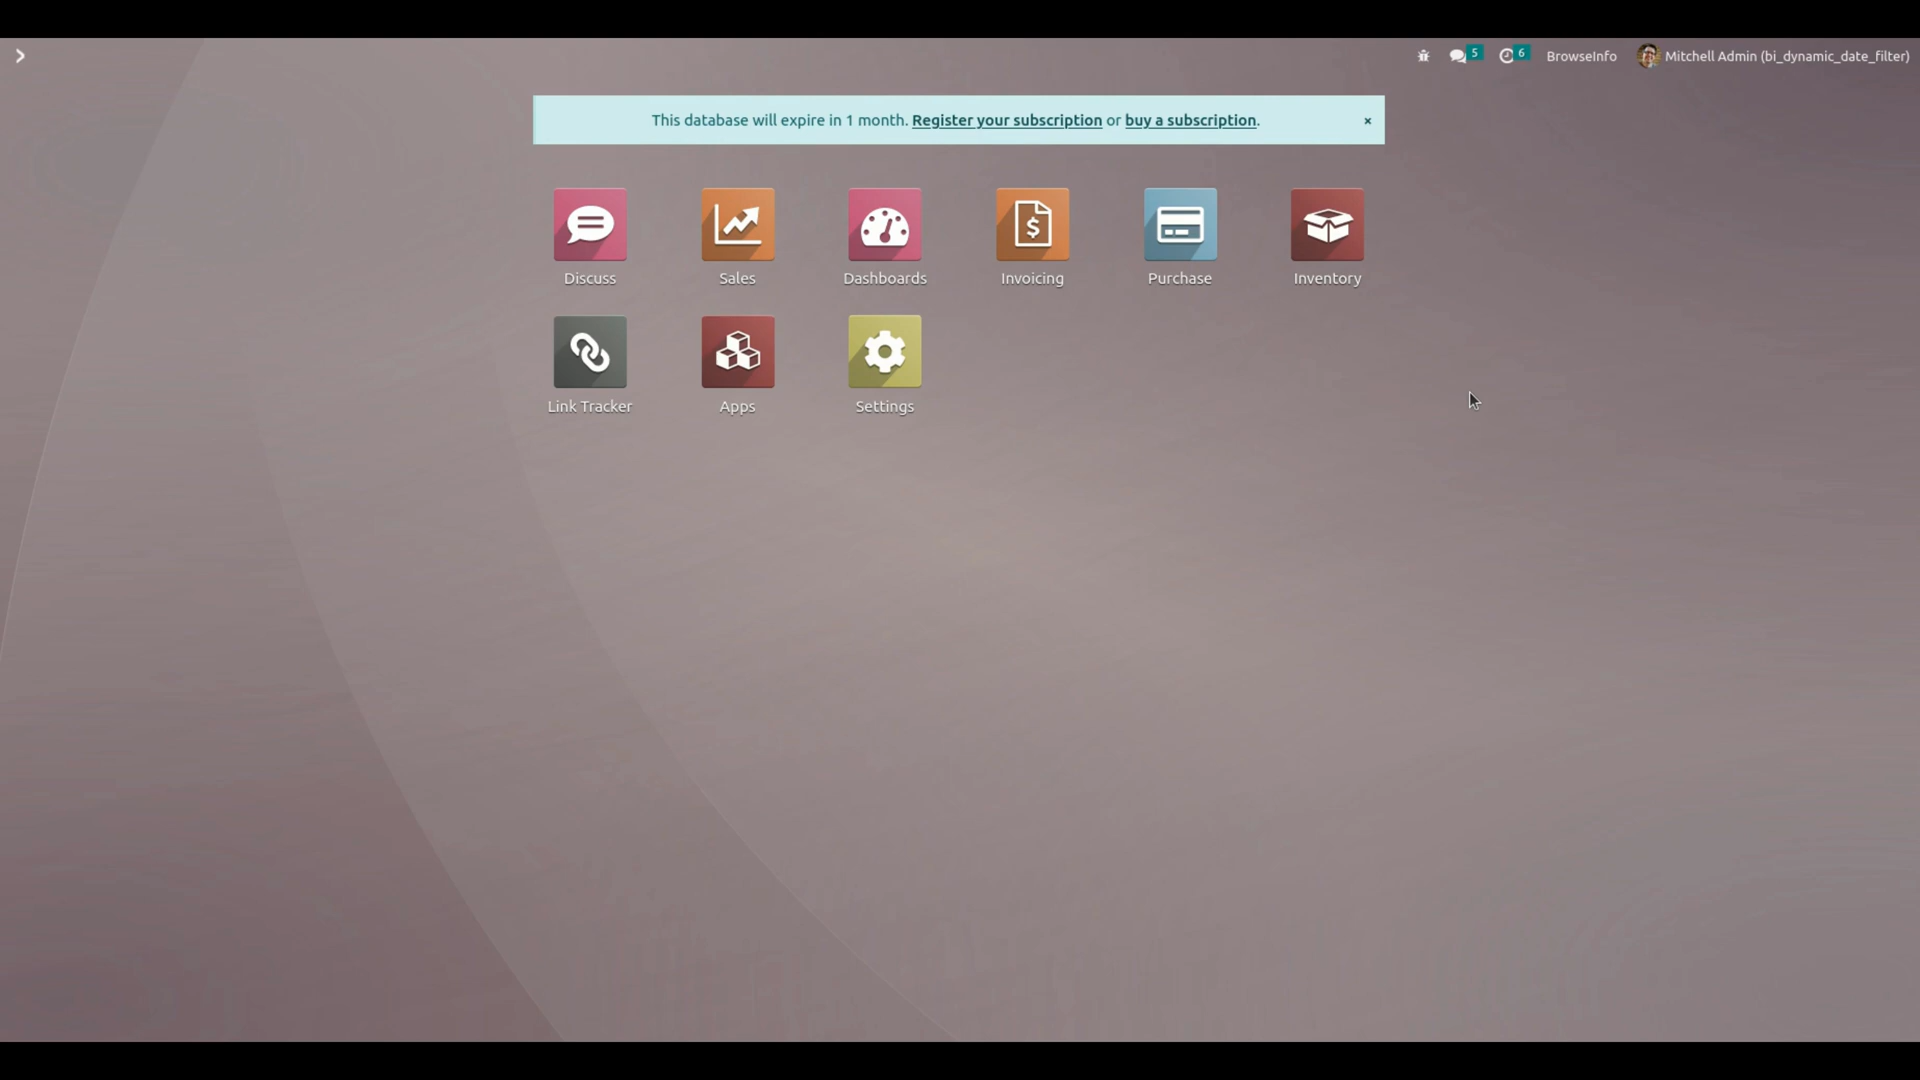 5
6
BrowseInfo
Mitchell Admin (bi_dynamic_date_filter)
This database will expire in 1 month. Register your subscription or buy a subscription.
×
Discuss
Sales
Dashboards
Invoicing
Purchase
Inventory
Link Tracker
Apps
Settings